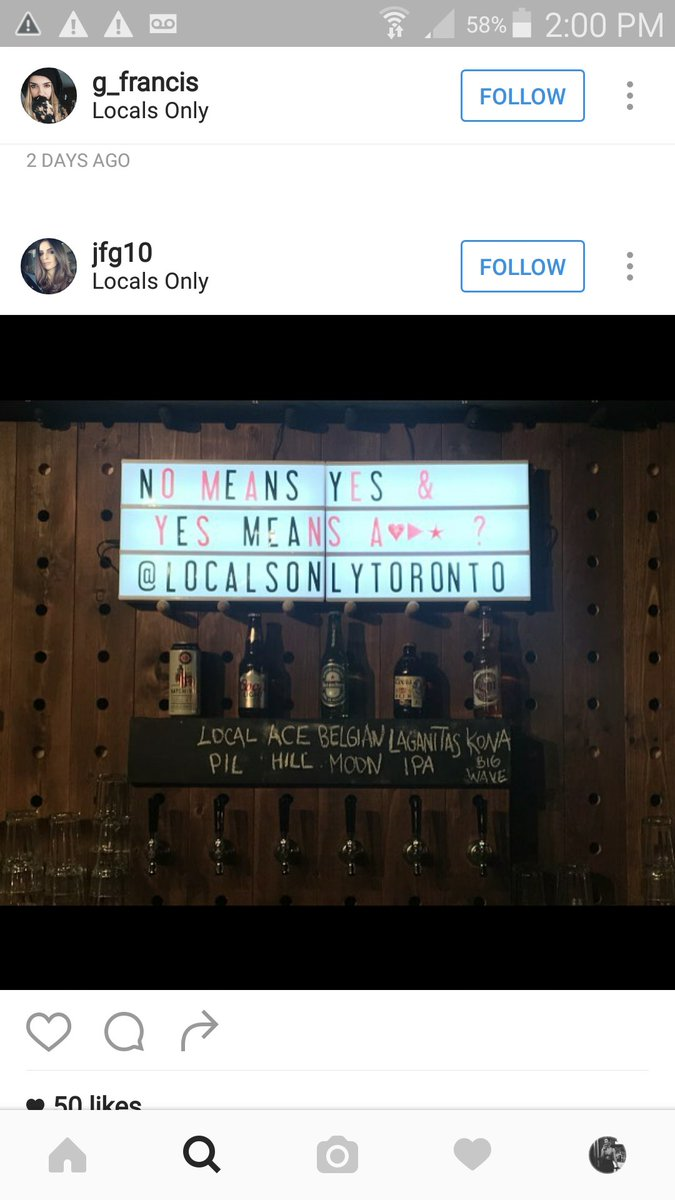 58% 2:00 PM
g_francis
Locals Only
FOLLOW
2 DAYS AGO
jfg10
Locals Only
FOLLOW
NO MEANS YES &
YES MEANS A♥▶★ ?
@LOCALSONLYTORONTO
LOCAL PIL
ACE HILL
BELGIAN MOON
LAGANITAS IPA
KONA BIG WAVE
50 likes